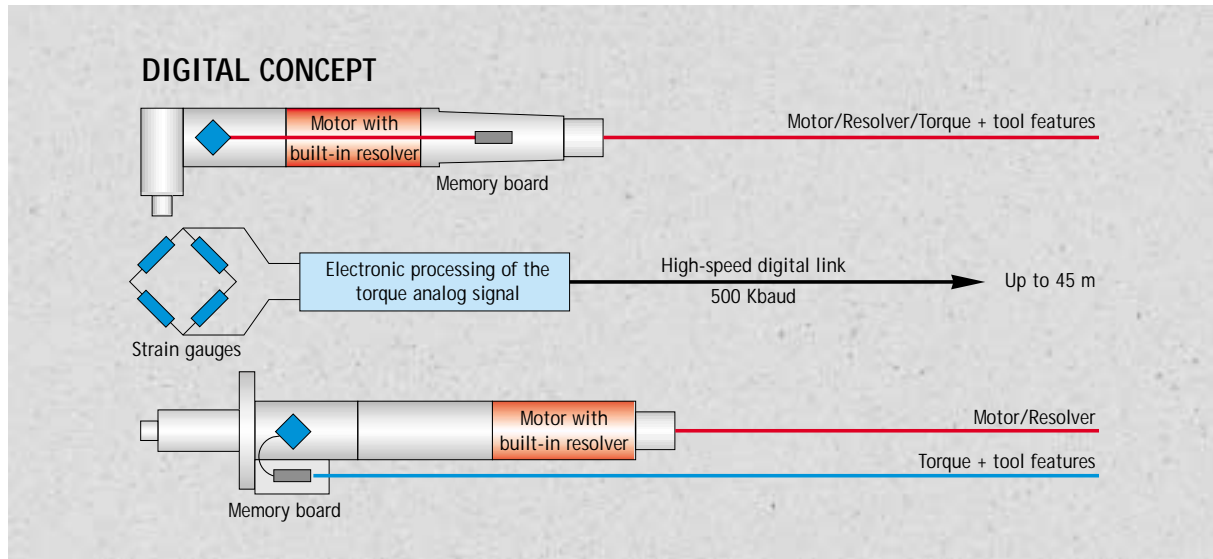 DIGITAL CONCEPT
Motor with
built-in resolver
Motor/Resolver/Torque + tool features
Memory board
Electronic processing of the
torque analog signal
High-speed digital link
500 Kbaud
Up to 45 m
Strain gauges
Motor with
built-in resolver
Motor/Resolver
Torque + tool features
Memory board